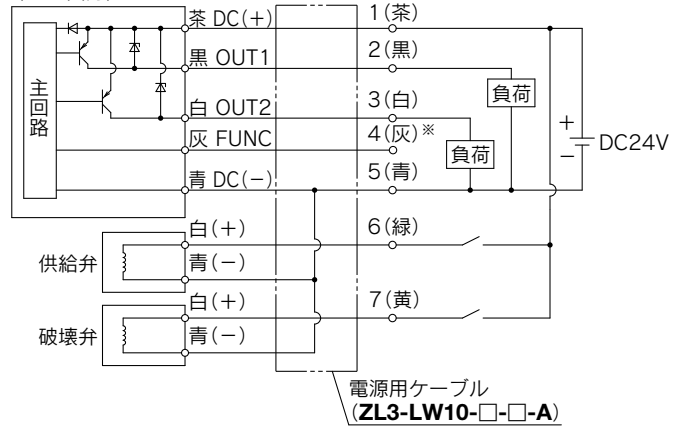 茶 DC(+)
黒 OUT1
白 OUT2
灰 FUNC
青 DC(−)
主回路
1(茶)
2(黒)
3(白)
4(灰)※
5(青)
6(緑)
7(黄)
負荷
負荷
+
−
DC24V
供給弁
白(+)
青(−)
破壊弁
白(+)
青(−)
電源用ケーブル
(ZL3-LW10-□-□-A)